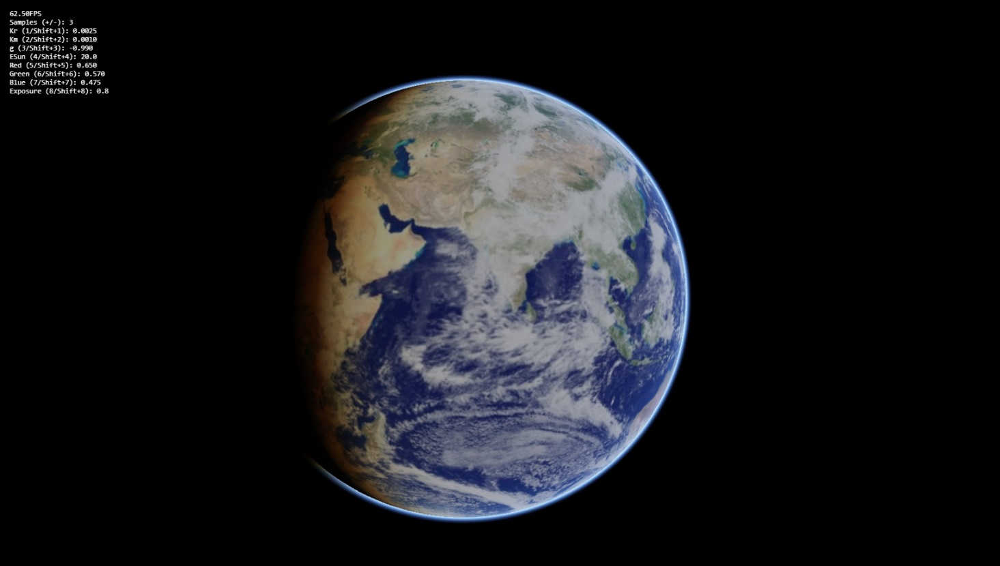 62.50FPS
Samples (+/-): 3
Kr (1/Shift+1): 0.0025
Km (2/Shift+2): 0.0010
g (3/Shift+3): -0.990
ESun (4/Shift+4): 20.0
Red (5/Shift+5): 0.650
Green (6/Shift+6): 0.570
Blue (7/Shift+7): 0.475
Exposure (8/Shift+8): 0.8